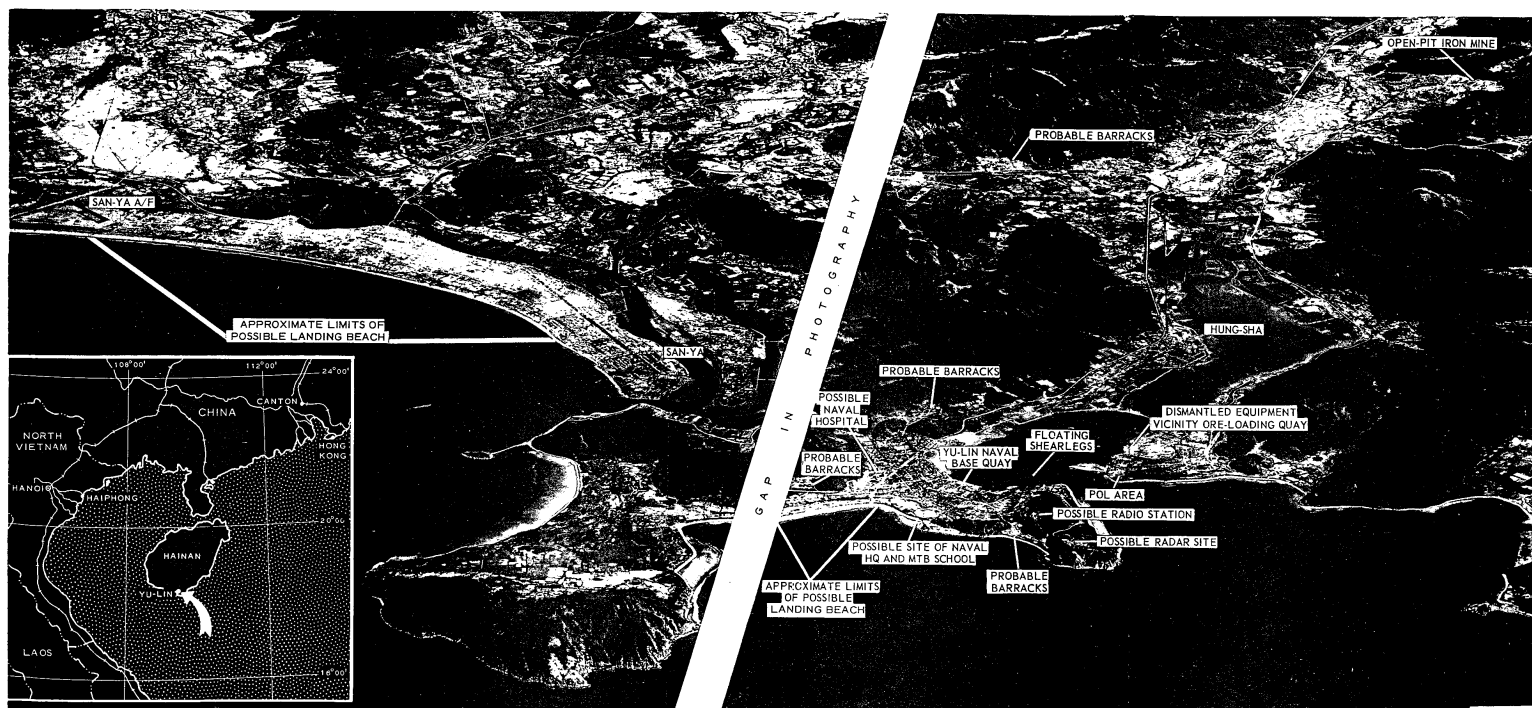 OPEN-PIT IRON MINE
PROBABLE BARRACKS
SAN-YA A/F
GAP IN PHOTOGRAPHY
APPROXIMATE LIMITS OF
POSSIBLE LANDING BEACH
HUNG-SHA
SAN-YA
PROBABLE BARRACKS
POSSIBLE
NAVAL
HOSPITAL
DISMANTLED EQUIPMENT
VICINITY ORE-LOADING QUAY
FLOATING
SHEARLEGS
YU-LIN NAVAL
BASE QUAY
PROBABLE
BARRACKS
POL AREA
POSSIBLE RADIO STATION
POSSIBLE RADAR SITE
POSSIBLE SITE OF NAVAL
HQ AND MTB SCHOOL
PROBABLE
BARRACKS
APPROXIMATE LIMITS
OF POSSIBLE
LANDING BEACH
108°00'
112°00'
24°00'
CANTON
CHINA
NORTH
VIETNAM
HONG
KONG
HANOI
HAIPHONG
20°00'
HAINAN
YU-LIN
LAOS
16°00'